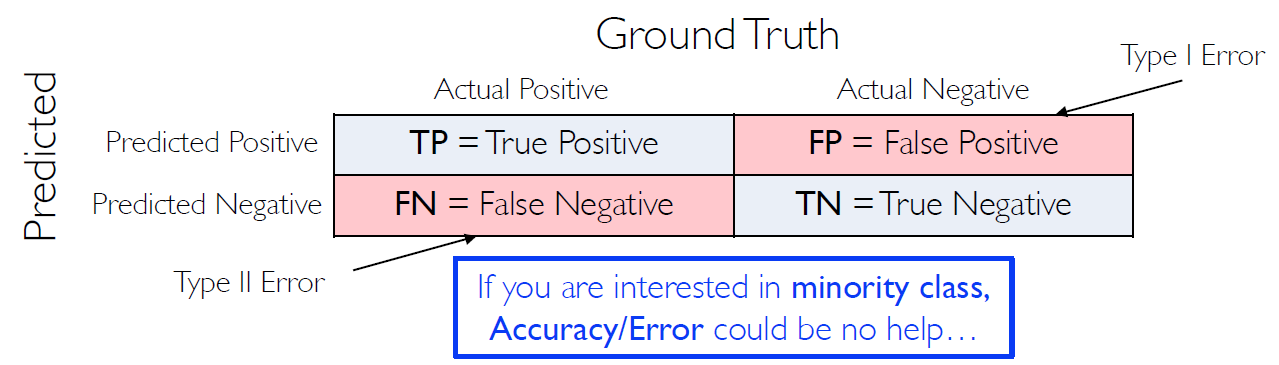 Ground Truth
Type I Error
Predicted
Actual Positive
Actual Negative
Predicted Positive
TP = True Positive
FP = False Positive
Predicted Negative
FN = False Negative
TN = True Negative
Type II Error
If you are interested in minority class,
Accuracy/Error could be no help…